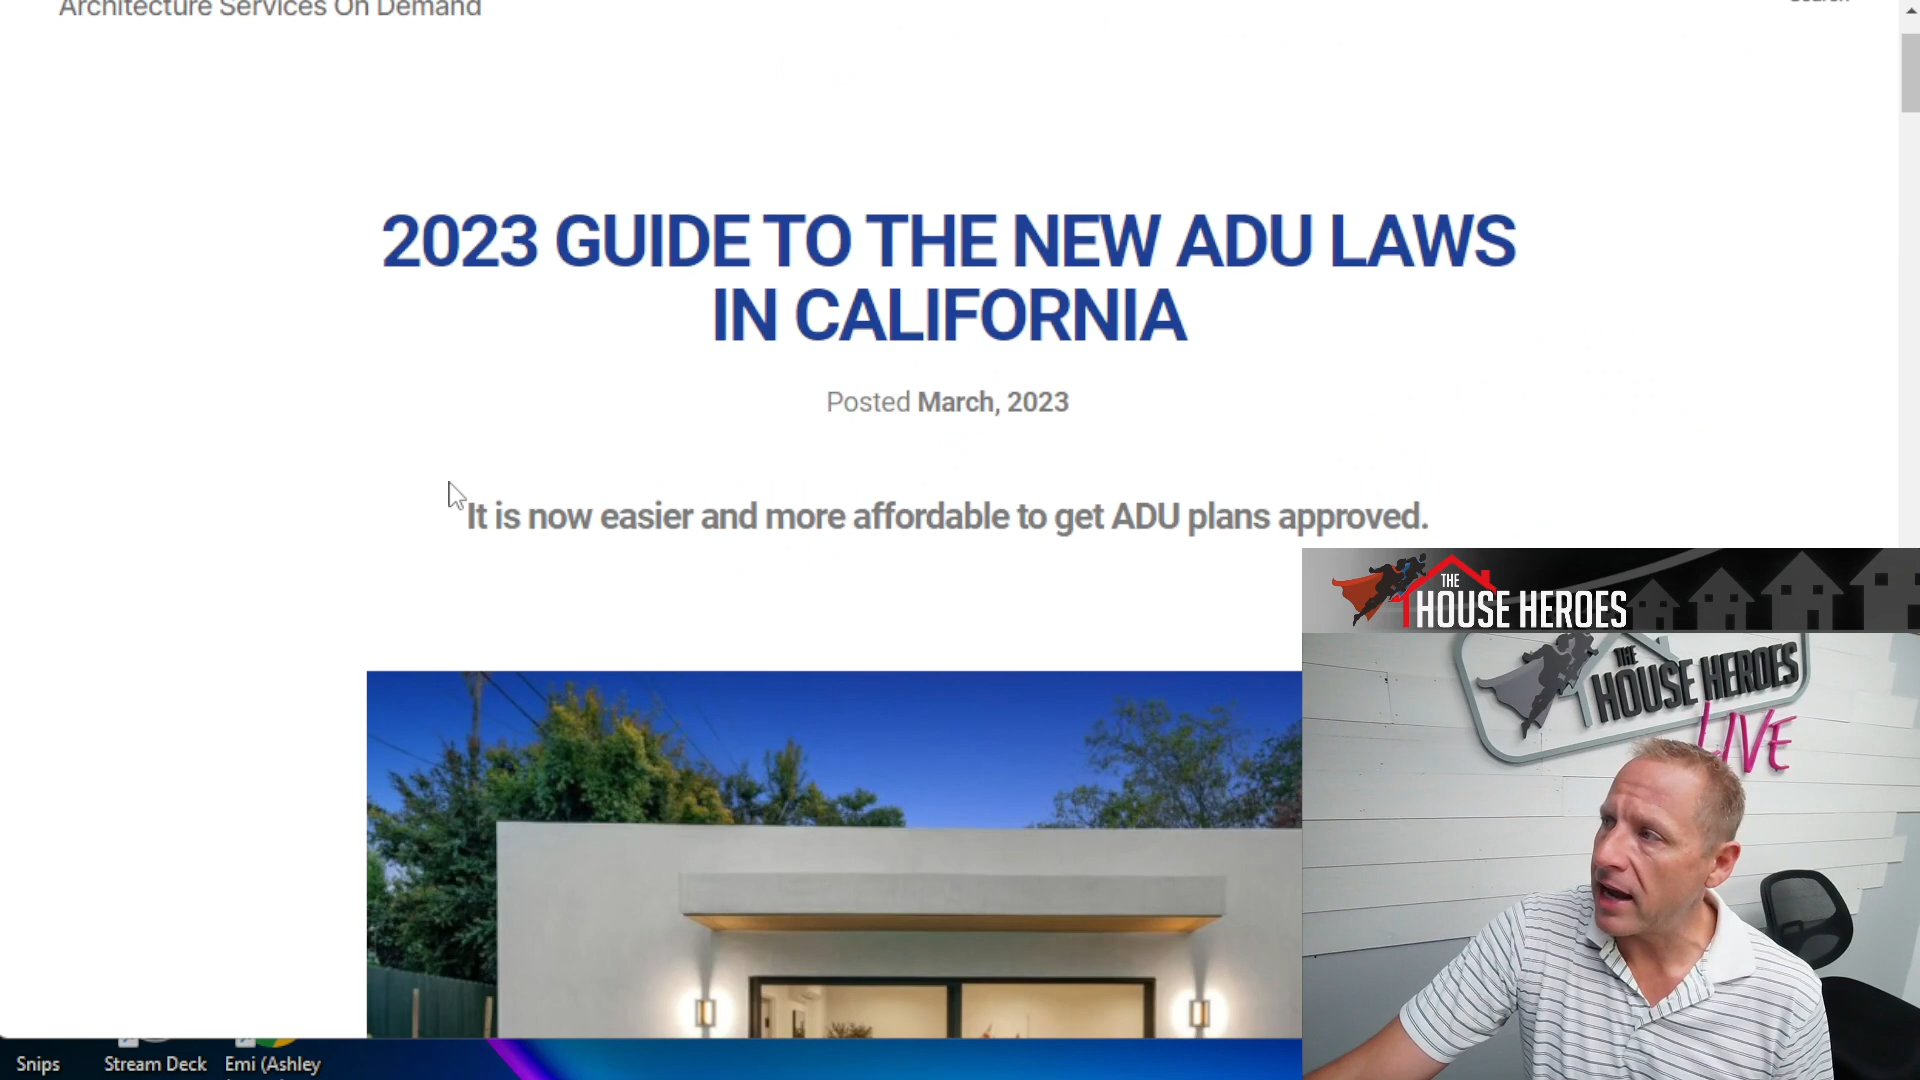 Architecture Services On Demand
2023 GUIDE TO THE NEW ADU LAWS
IN CALIFORNIA
Posted March, 2023
It is now easier and more affordable to get ADU plans approved.
THE
HOUSE HEROES
THE
HOUSE HEROES
LIVE
Snips
Stream Deck
Emi (Ashley